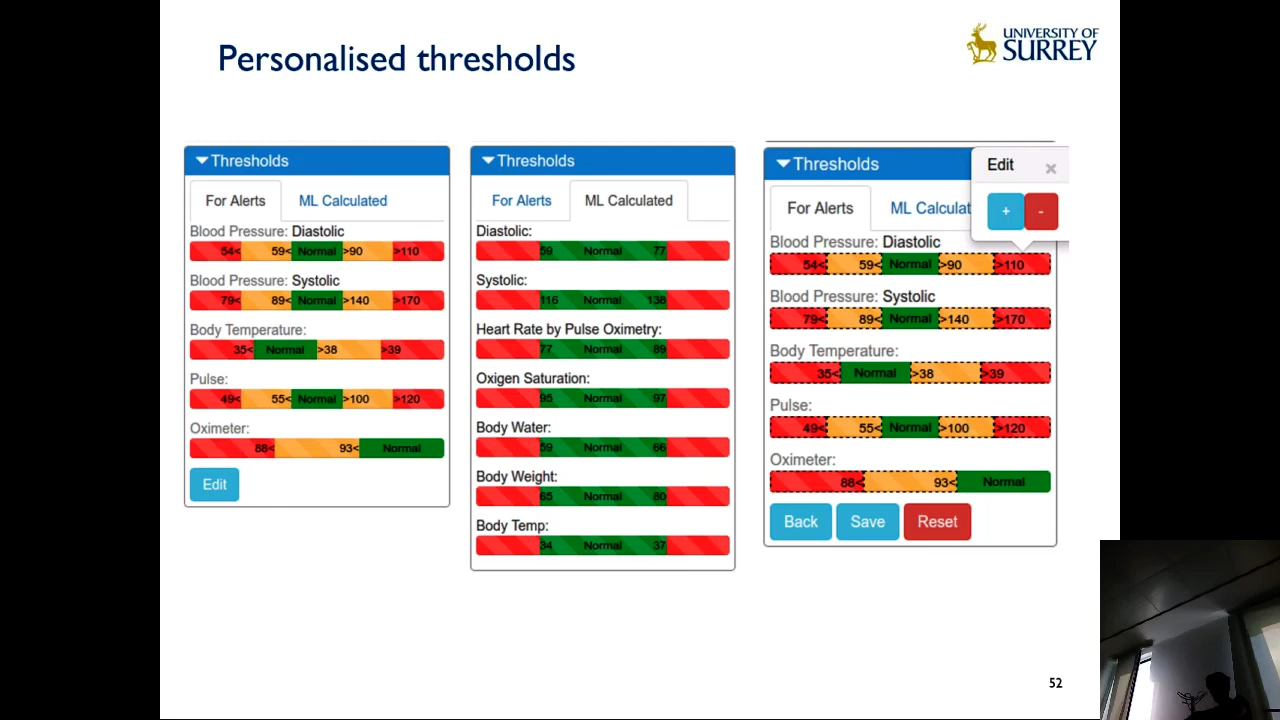 Personalised thresholds
UNIVERSITY OF
SURREY
Thresholds
For Alerts ML Calculated
Blood Pressure: Diastolic
54< 59< Normal >90 >110
Blood Pressure: Systolic
79< 89< Normal >140 >170
Body Temperature:
35< Normal >38 >39
Pulse:
49< 55< Normal >100 >120
Oximeter:
88< 93< Normal
Edit
Thresholds
For Alerts ML Calculated
Diastolic:
59 Normal 77
Systolic:
116 Normal 138
Heart Rate by Pulse Oximetry:
77 Normal 89
Oxigen Saturation:
95 Normal 97
Body Water:
59 Normal 66
Body Weight:
65 Normal 80
Body Temp:
34 Normal 37
Thresholds
Edit ×
+ -
For Alerts ML Calculat
Blood Pressure: Diastolic
54< 59< Normal >90 >110
Blood Pressure: Systolic
79< 89< Normal >140 >170
Body Temperature:
35< Normal >38 >39
Pulse:
49< 55< Normal >100 >120
Oximeter:
88< 93< Normal
Back Save Reset
52